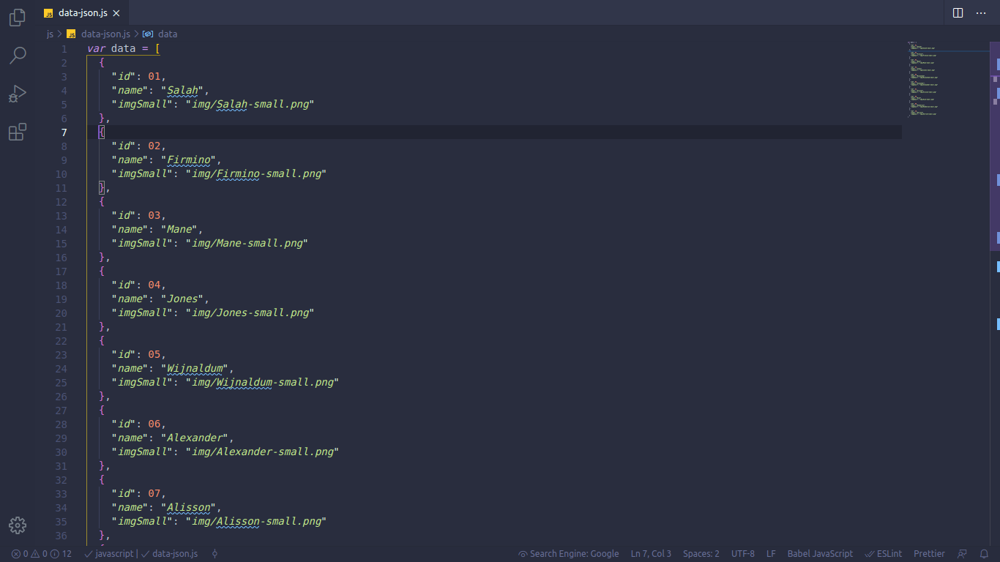 data-json.js
js > data-json.js > data
1 var data = [
2 {
3 "id": 01,
4 "name": "Salah",
5 "imgSmall": "img/Salah-small.png"
6 },
7 {
8 "id": 02,
9 "name": "Firmino",
10 "imgSmall": "img/Firmino-small.png"
11 },
12 {
13 "id": 03,
14 "name": "Mane",
15 "imgSmall": "img/Mane-small.png"
16 },
17 {
18 "id": 04,
19 "name": "Jones",
20 "imgSmall": "img/Jones-small.png"
21 },
22 {
23 "id": 05,
24 "name": "Wijnaldum",
25 "imgSmall": "img/Wijnaldum-small.png"
26 },
27 {
28 "id": 06,
29 "name": "Alexander",
30 "imgSmall": "img/Alexander-small.png"
31 },
32 {
33 "id": 07,
34 "name": "Alisson",
35 "imgSmall": "img/Alisson-small.png"
36 },
0 0 12 javascript | data-json.js Search Engine: Google Ln 7, Col 3 Spaces: 2 UTF-8 LF Babel JavaScript ESLint Prettier